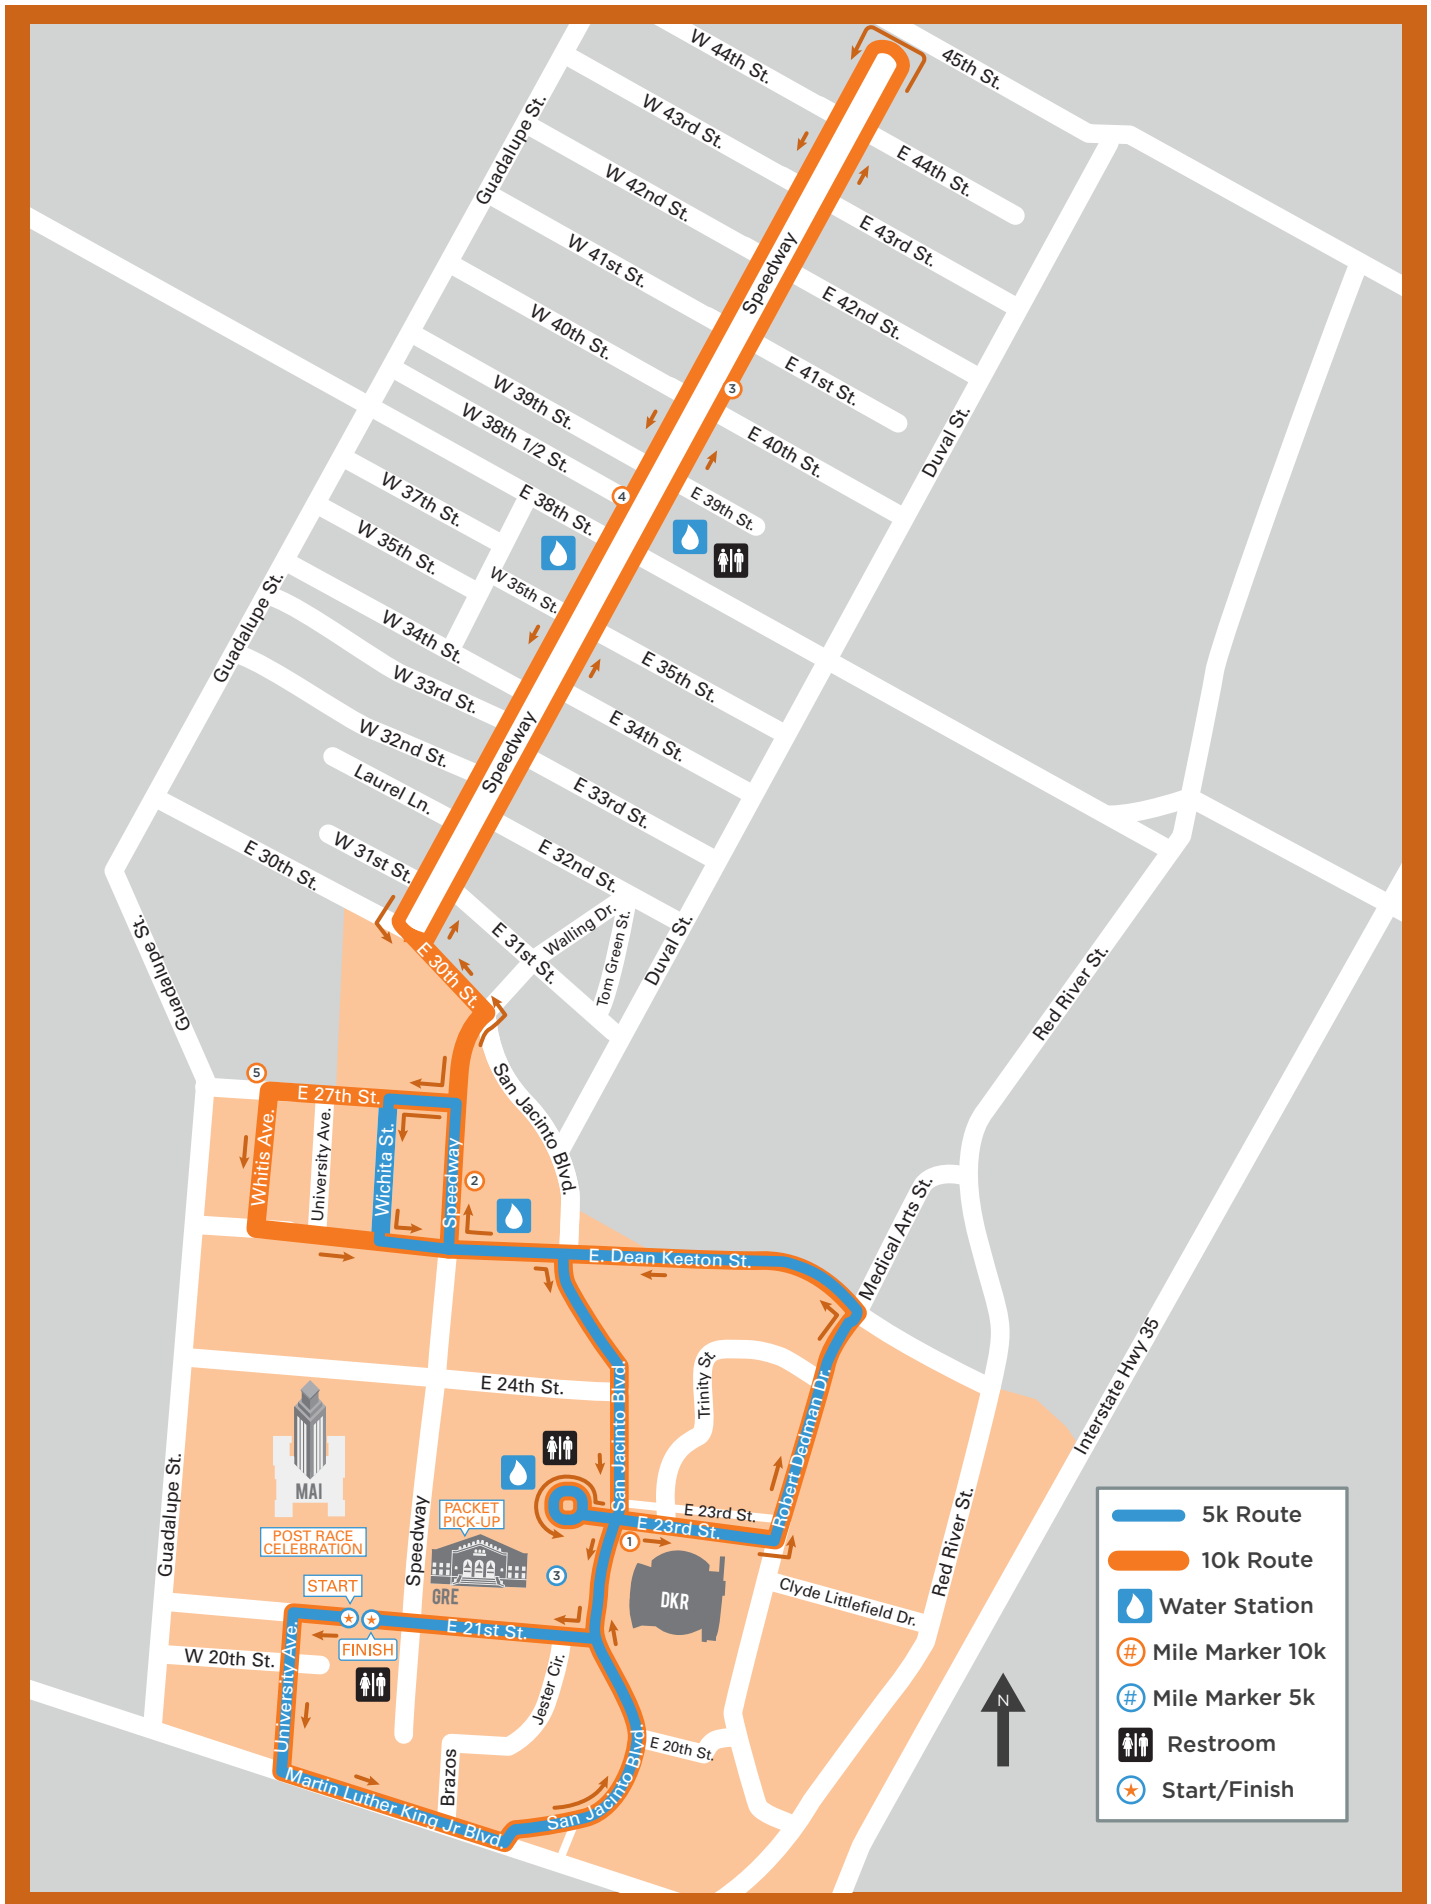 W 44th St.
45th St.
Guadalupe St.
W 43rd St.
E 44th St.
W 42nd St.
E 43rd St.
W 41st St.
Speedway
E 42nd St.
W 40th St.
E 41st St.
3
W 39th St.
Duval St.
W 38th 1/2 St.
E 40th St.
4
E 39th St.
E 38th St.
W 37th St.
W 35th St.
W 35th St.
Guadalupe St.
W 34th St.
E 35th St.
W 33rd St.
E 34th St.
W 32nd St.
Speedway
Laurel Ln.
E 33rd St.
W 31st St.
E 32nd St.
E 30th St.
Walling Dr.
Tom Green St.
Duval St.
E 31st St.
E 30th St.
Guadalupe St.
Red River St.
San Jacinto Blvd.
5
E 27th St.
Whitis Ave.
University Ave.
Wichita St.
Speedway
2
Medical Arts St.
E. Dean Keeton St.
Interstate Hwy 35
Trinity St
E 24th St.
San Jacinto Blvd.
Robert Dedman Dr.
MAI
Guadalupe St.
Speedway
PACKET
PICK-UP
E 23rd St.
E 23rd St.
1
POST RACE
CELEBRATION
GRE
3
DKR
Red River St.
START
Clyde Littlefield Dr.
E 21st St.
FINISH
W 20th St.
University Ave.
Jester Cir.
E 20th St.
Brazos
San Jacinto Blvd.
Martin Luther King Jr Blvd.
N
5k Route
10k Route
Water Station
# Mile Marker 10k
# Mile Marker 5k
Restroom
Start/Finish